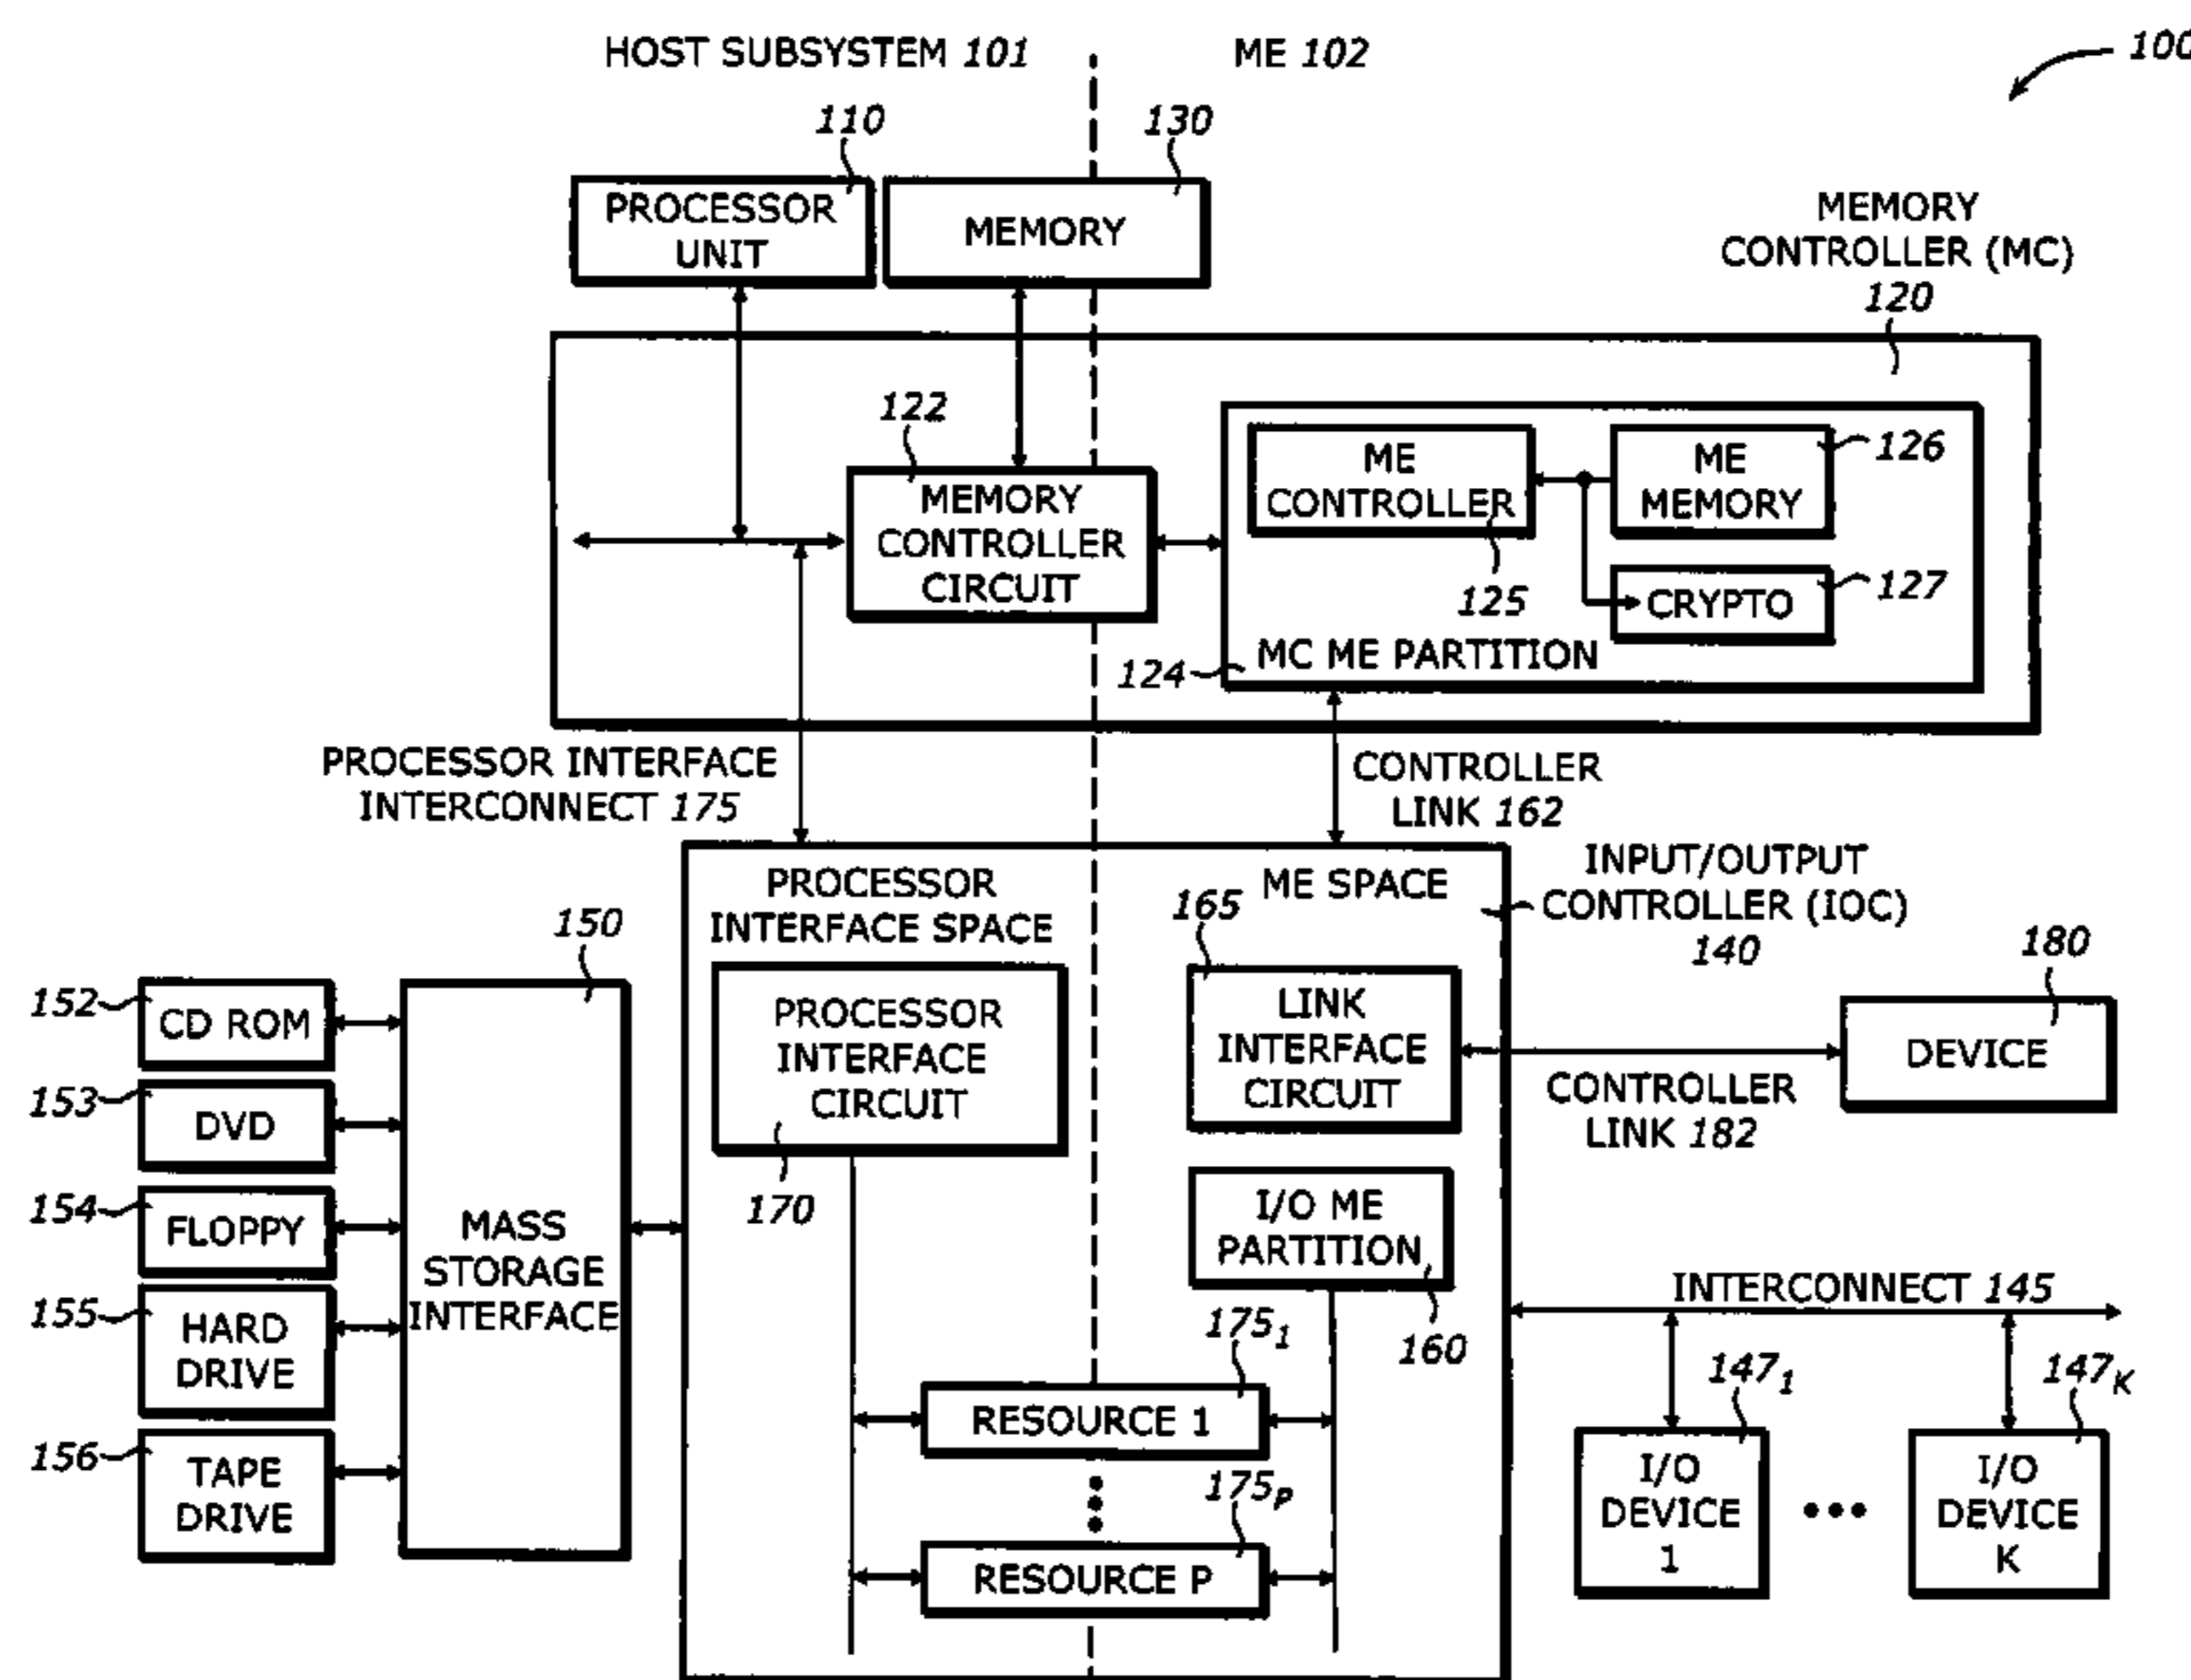 HOST SUBSYSTEM 101
ME 102
100
110
130
PROCESSOR
UNIT
MEMORY
MEMORY
CONTROLLER (MC)
120
122
MEMORY
CONTROLLER
CIRCUIT
ME
CONTROLLER
125
ME
MEMORY
126
CRYPTO
127
MC ME PARTITION
124
PROCESSOR INTERFACE
INTERCONNECT 175
CONTROLLER
LINK 162
PROCESSOR
INTERFACE SPACE
ME SPACE
INPUT/OUTPUT
CONTROLLER (IOC)
140
150
165
180
152
CD ROM
153
DVD
154
FLOPPY
155
HARD
DRIVE
156
TAPE
DRIVE
MASS
STORAGE
INTERFACE
PROCESSOR
INTERFACE
CIRCUIT
170
LINK
INTERFACE
CIRCUIT
DEVICE
CONTROLLER
LINK 182
I/O ME
PARTITION
160
INTERCONNECT 145
175₁
RESOURCE 1
175ₚ
RESOURCE P
147₁
I/O
DEVICE
1
147_K
I/O
DEVICE
K